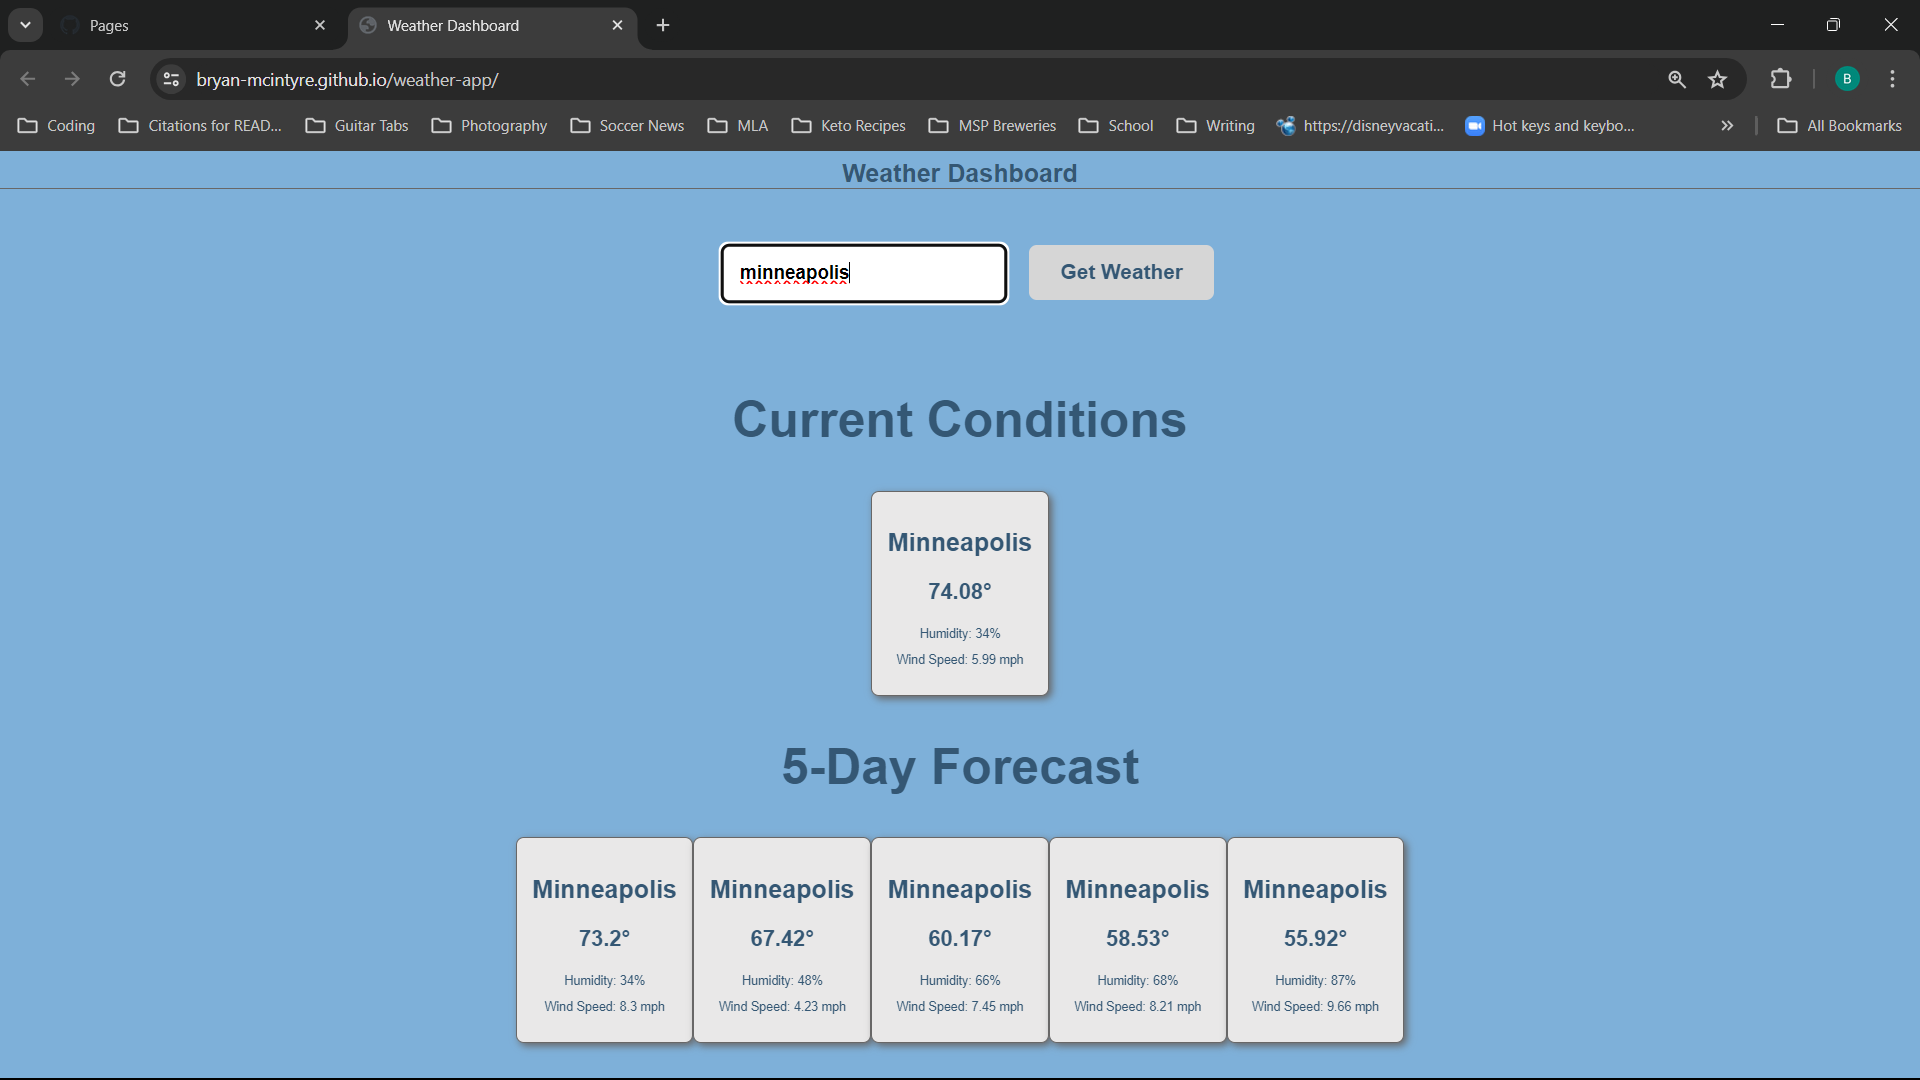 Pages
Weather Dashboard
bryan-mcintyre.github.io/weather-app/
B
Coding
Citations for READ...
Guitar Tabs
Photography
Soccer News
MLA
Keto Recipes
MSP Breweries
School
Writing
https://disneyvacati...
Hot keys and keybo...
All Bookmarks
Weather Dashboard
minneapolis
Get Weather
Current Conditions
Minneapolis
74.08°
Humidity: 34%
Wind Speed: 5.99 mph
5-Day Forecast
Minneapolis
73.2°
Humidity: 34%
Wind Speed: 8.3 mph
Minneapolis
67.42°
Humidity: 48%
Wind Speed: 4.23 mph
Minneapolis
60.17°
Humidity: 66%
Wind Speed: 7.45 mph
Minneapolis
58.53°
Humidity: 68%
Wind Speed: 8.21 mph
Minneapolis
55.92°
Humidity: 87%
Wind Speed: 9.66 mph